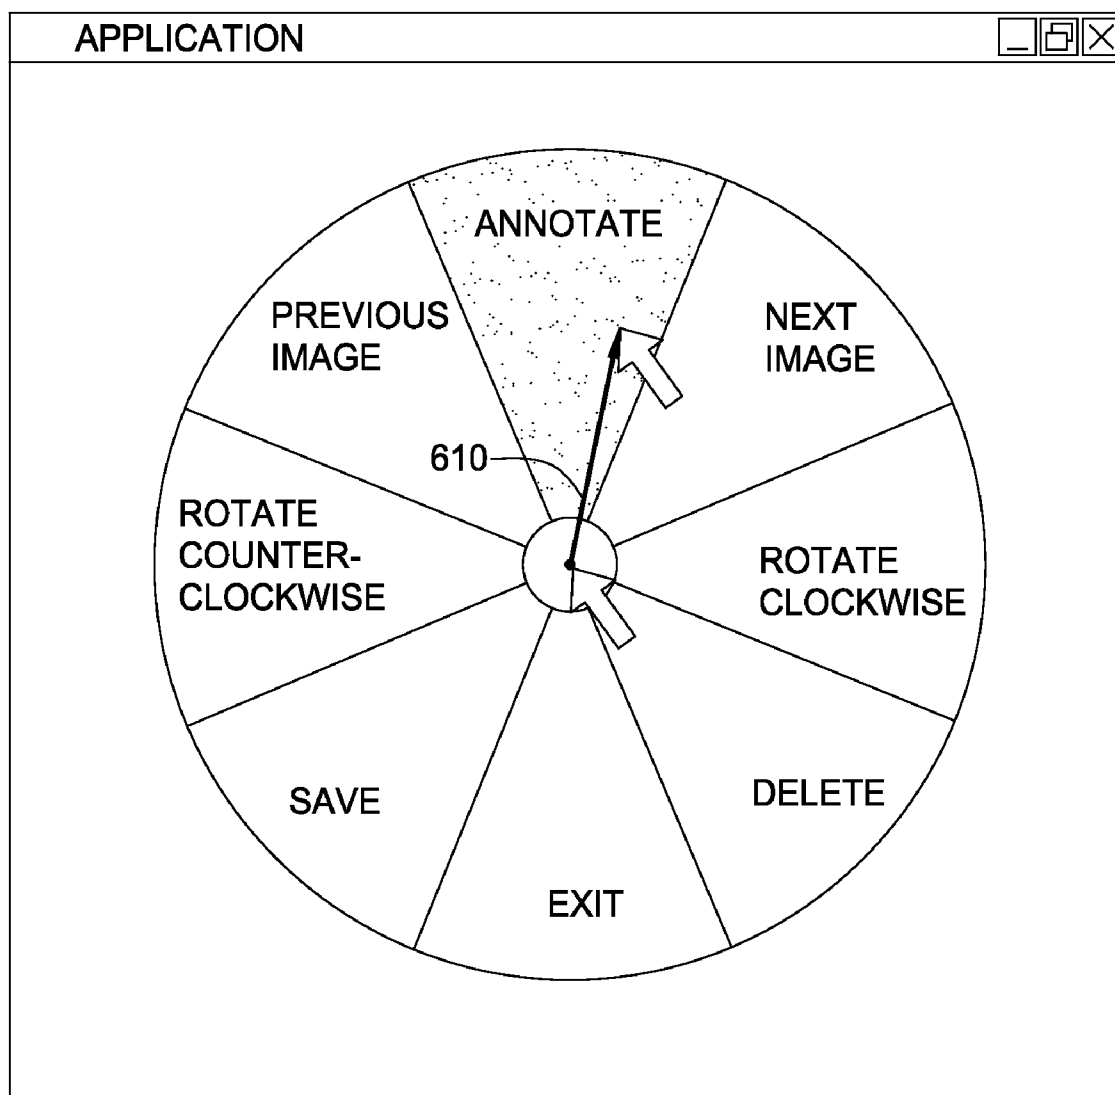 APPLICATION
ANNOTATE
PREVIOUS
IMAGE
NEXT
IMAGE
610
ROTATE
COUNTER-
CLOCKWISE
ROTATE
CLOCKWISE
SAVE
DELETE
EXIT